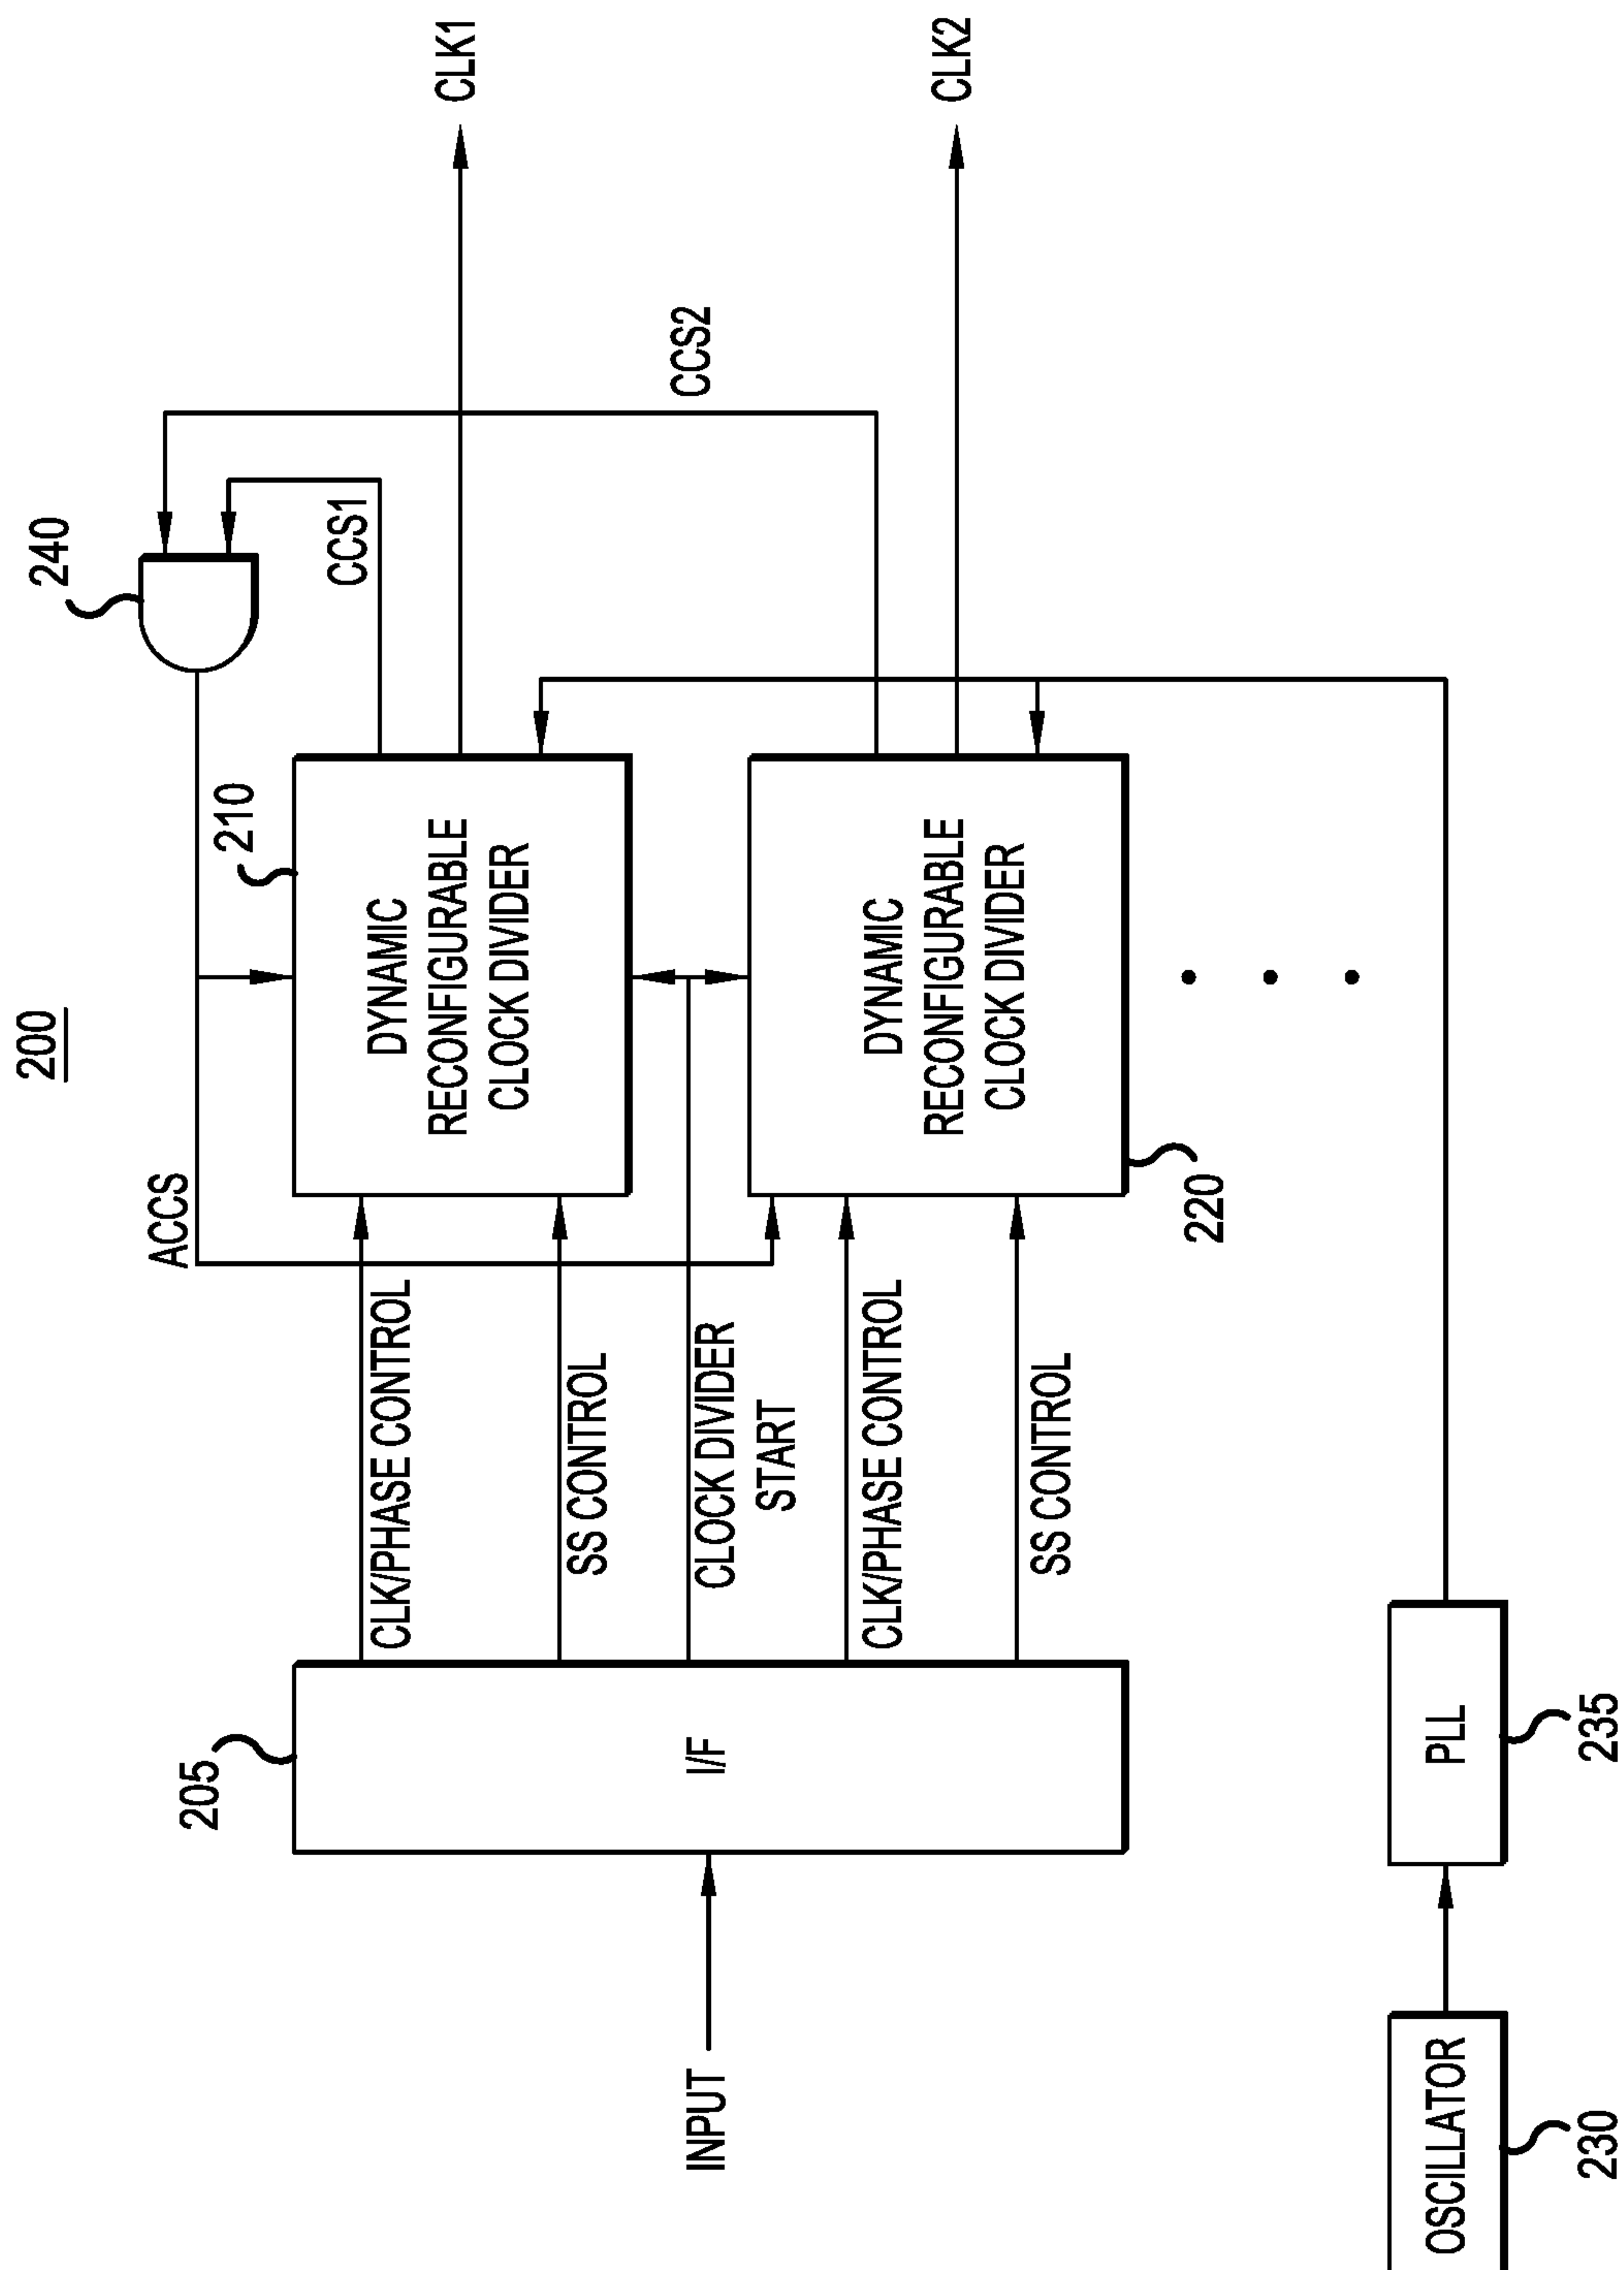 200
240
ACCS
210
CCS1
CLK1
CLK/PHASE CONTROL
DYNAMIC
RECONFIGURABLE
CLOCK DIVIDER
205
SS CONTROL
CCS2
INPUT
I/F
CLOCK DIVIDER
START
CLK/PHASE CONTROL
DYNAMIC
RECONFIGURABLE
CLOCK DIVIDER
CLK2
SS CONTROL
220
OSCILLATOR
PLL
230
235